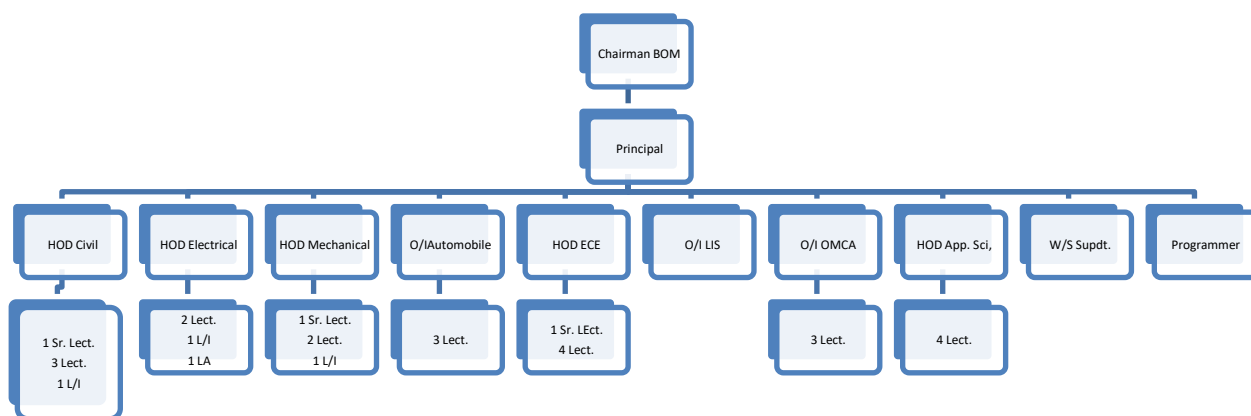 Chairman BOM
Principal
HOD Civil
HOD Electrical
HOD Mechanical
O/IAutomobile
HOD ECE
O/I LIS
O/I OMCA
HOD App. Sci,
W/S Supdt.
Programmer
1 Sr. Lect.
3 Lect.
1 L/I
2 Lect.
1 L/I
1 LA
1 Sr. Lect.
2 Lect.
1 L/I
3 Lect.
1 Sr. LEct.
4 Lect.
3 Lect.
4 Lect.